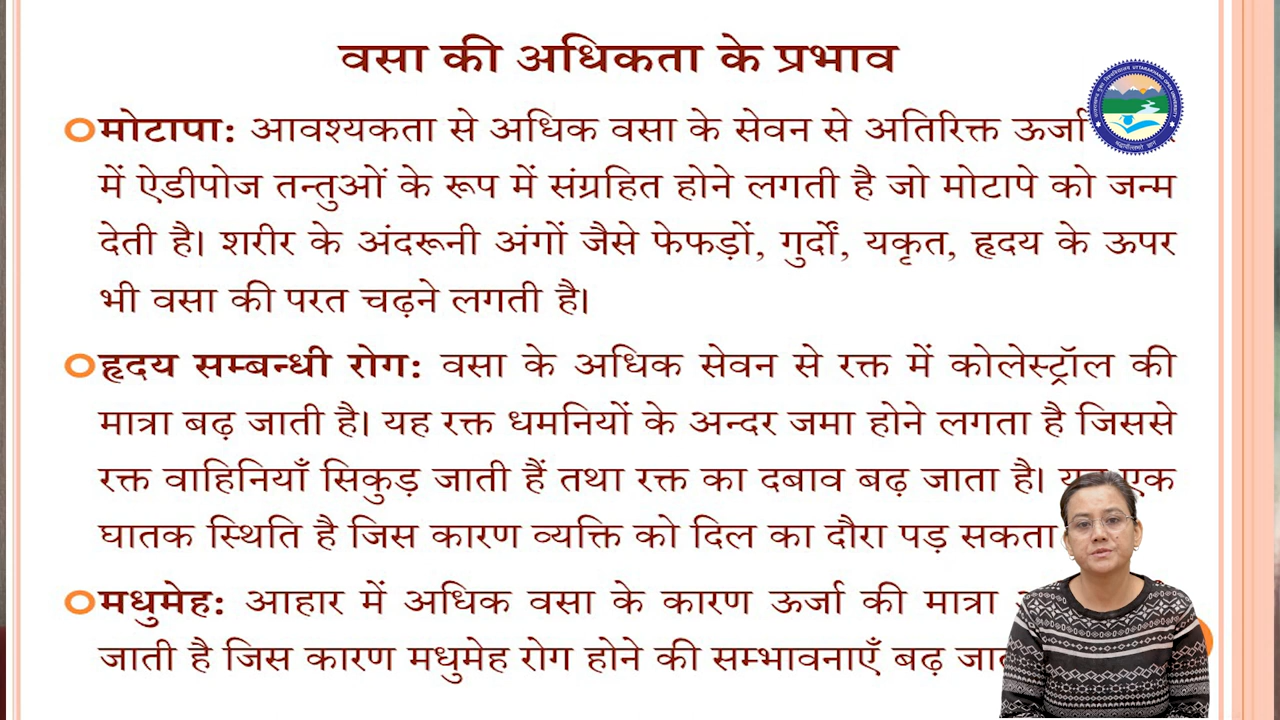 वसा की अधिकता के प्रभाव
मोटापा: आवश्यकता से अधिक वसा के सेवन से अतिरिक्त ऊर्जा
में ऐडीपोज तन्तुओं के रूप में संग्रहित होने लगती है जो मोटापे को जन्म
देती है। शरीर के अंदरूनी अंगों जैसे फेफड़ों, गुर्दों, यकृत, हृदय के ऊपर
भी वसा की परत चढ़ने लगती है।
हृदय सम्बन्धी रोग: वसा के अधिक सेवन से रक्त में कोलेस्ट्रॉल की
मात्रा बढ़ जाती है। यह रक्त धमनियों के अन्दर जमा होने लगता है जिससे
रक्त वाहिनियाँ सिकुड़ जाती हैं तथा रक्त का दबाव बढ़ जाता है। एक
घातक स्थिति है जिस कारण व्यक्ति को दिल का दौरा पड़ सकता
मधुमेह: आहार में अधिक वसा के कारण ऊर्जा की मात्रा
जाती है जिस कारण मधुमेह रोग होने की सम्भावनाएँ बढ़